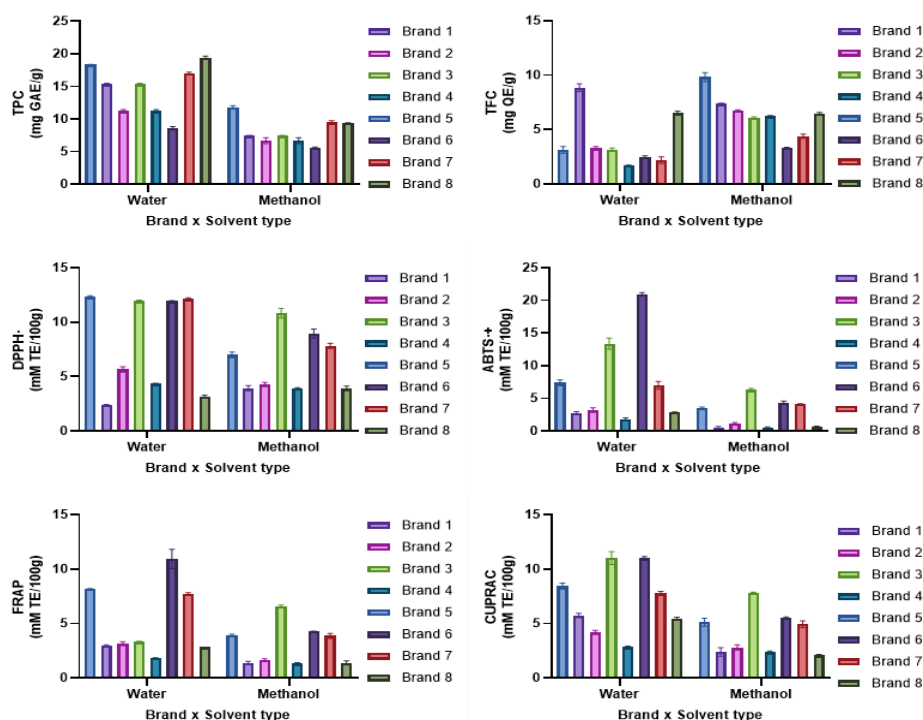 25
20
15
10
5
0
TPC
(mg GAE/g)
Water
Methanol
Brand x Solvent type
Brand 1
Brand 2
Brand 3
Brand 4
Brand 5
Brand 6
Brand 7
Brand 8
15
10
5
0
TFC
(mg QE/g)
Water
Methanol
Brand x Solvent type
Brand 1
Brand 2
Brand 3
Brand 4
Brand 5
Brand 6
Brand 7
Brand 8
15
10
5
0
DPPH·
(mM TE/100g)
Water
Methanol
Brand x Solvent type
Brand 1
Brand 2
Brand 3
Brand 4
Brand 5
Brand 6
Brand 7
Brand 8
25
20
15
10
5
0
ABTS·+
(mM TE/100g)
Water
Methanol
Brand x Solvent type
Brand 1
Brand 2
Brand 3
Brand 4
Brand 5
Brand 6
Brand 7
Brand 8
15
10
5
0
FRAP
(mM TE/100g)
Water
Methanol
Brand x Solvent type
Brand 1
Brand 2
Brand 3
Brand 4
Brand 5
Brand 6
Brand 7
Brand 8
15
10
5
0
CUPRAC
(mM TE/100g)
Water
Methanol
Brand x Solvent type
Brand 1
Brand 2
Brand 3
Brand 4
Brand 5
Brand 6
Brand 7
Brand 8